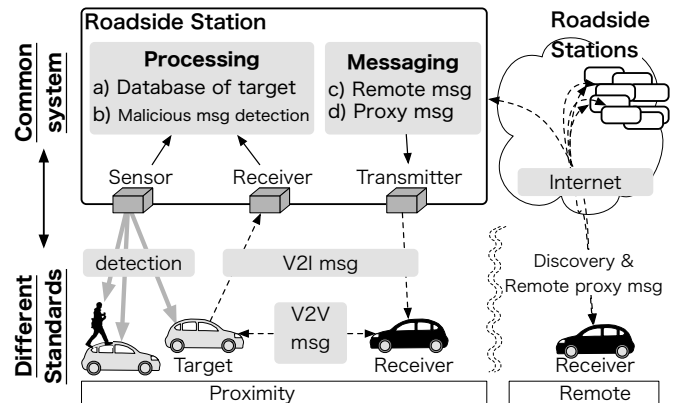 Roadside Station
Processing
a) Database of target
b) Malicious msg detection
Messaging
c) Remote msg
d) Proxy msg
Sensor
Receiver
Transmitter
Roadside
Stations
Internet
Common
system
Different
Standards
detection
V2I msg
V2V
msg
Discovery &
Remote proxy msg
Target
Receiver
Receiver
Proximity
Remote